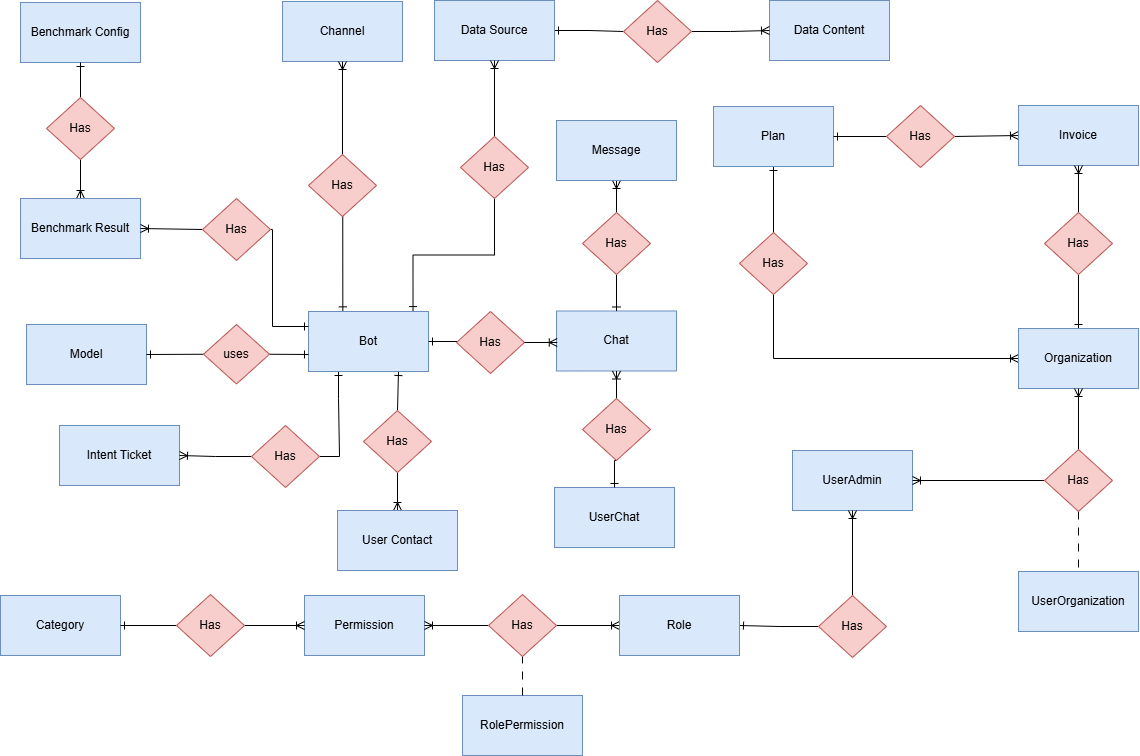 Benchmark Config
Channel
Data Source
Has
Data Content
Has
Message
Plan
Has
Invoice
Has
Has
Benchmark Result
Has
Has
Has
Has
Model
uses
Bot
Has
Chat
Organization
Intent Ticket
Has
Has
Has
UserAdmin
Has
User Contact
UserChat
UserOrganization
Category
Has
Permission
Has
Role
Has
RolePermission